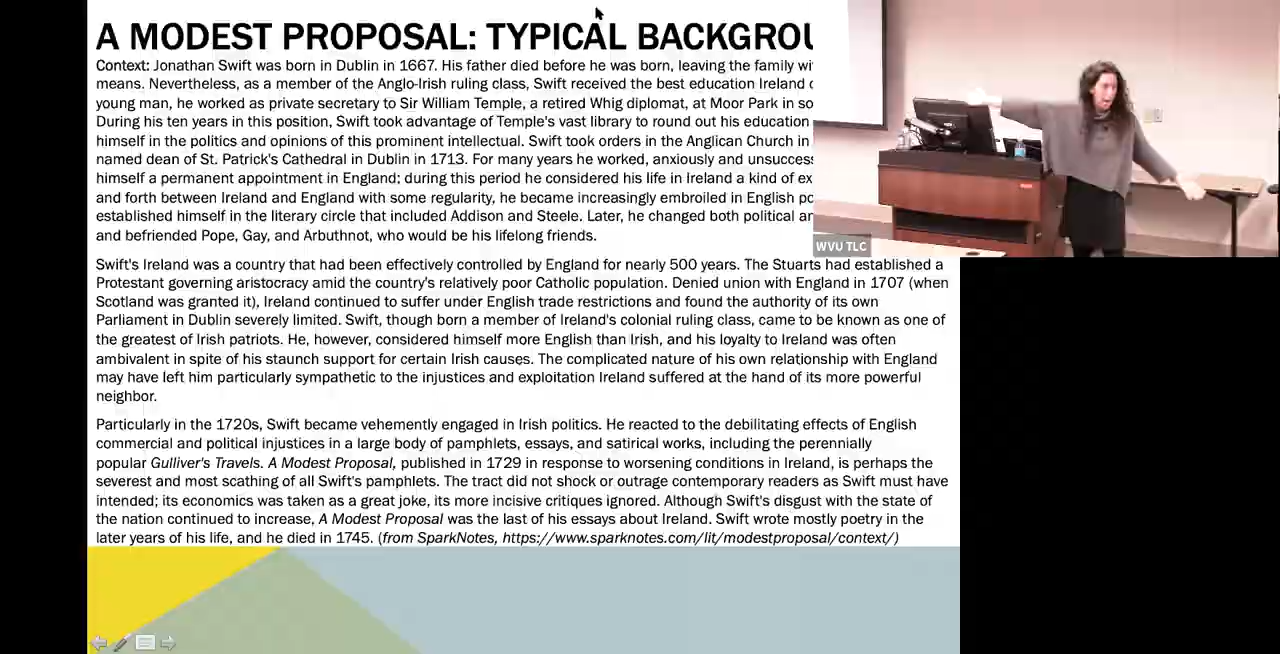 A MODEST PROPOSAL: TYPICAL
Context: Jonathan Swift was born in Dublin in 1667. His father died before he was born, leaving the family
means. Nevertheless, as a member of the Anglo-Irish ruling class, Swift received the best education Ireland
young man, he worked as private secretary to Sir William Temple, a retired Whig diplomat, at Moor Park in
During his ten years in this position, Swift took advantage of Temple's vast library to round out his education
himself in the politics and opinions of this prominent intellectual. Swift took orders in the Anglican Church in
named dean of St. Patrick's Cathedral in Dublin in 1713. For many years he worked, anxiously and
himself a permanent appointment in England; during this period he considered his life in Ireland a kind of
and forth between Ireland and England with some regularity, he became increasingly embroiled in English
established himself in the literary circle that included Addison and Steele. Later, he changed both political
and befriended Pope, Gay, and Arbuthnot, who would be his lifelong friends.
Swift's Ireland was a country that had been effectively controlled by England for nearly 500 years. The Stuarts had established a
Protestant governing aristocracy amid the country's relatively poor Catholic population. Denied union with England in 1707 (when
Scotland was granted it), Ireland continued to suffer under English trade restrictions and found the authority of its own
Parliament in Dublin severely limited. Swift, though born a member of Ireland's colonial ruling class, came to be known as one of
the greatest of Irish patriots. He, however, considered himself more English than Irish, and his loyalty to Ireland was often
ambivalent in spite of his staunch support for certain Irish causes. The complicated nature of his own relationship with England
may have left him particularly sympathetic to the injustices and exploitation Ireland suffered at the hand of its more powerful
neighbor.
Particularly in the 1720s, Swift became vehemently engaged in Irish politics. He reacted to the debilitating effects of English
commercial and political injustices in a large body of pamphlets, essays, and satirical works, including the perennially
popular Gulliver's Travels. A Modest Proposal, published in 1729 in response to worsening conditions in Ireland, is perhaps the
severest and most scathing of all Swift's pamphlets. The tract did not shock or outrage contemporary readers as Swift must have
intended; its economics was taken as a great joke, its more incisive critiques ignored. Although Swift's disgust with the state of
the nation continued to increase, A Modest Proposal was the last of his essays about Ireland. Swift wrote mostly poetry in the
later years of his life, and he died in 1745. (from SparkNotes, https://www.sparknotes.com/lit/modestproposal/context/)
WVU TLC